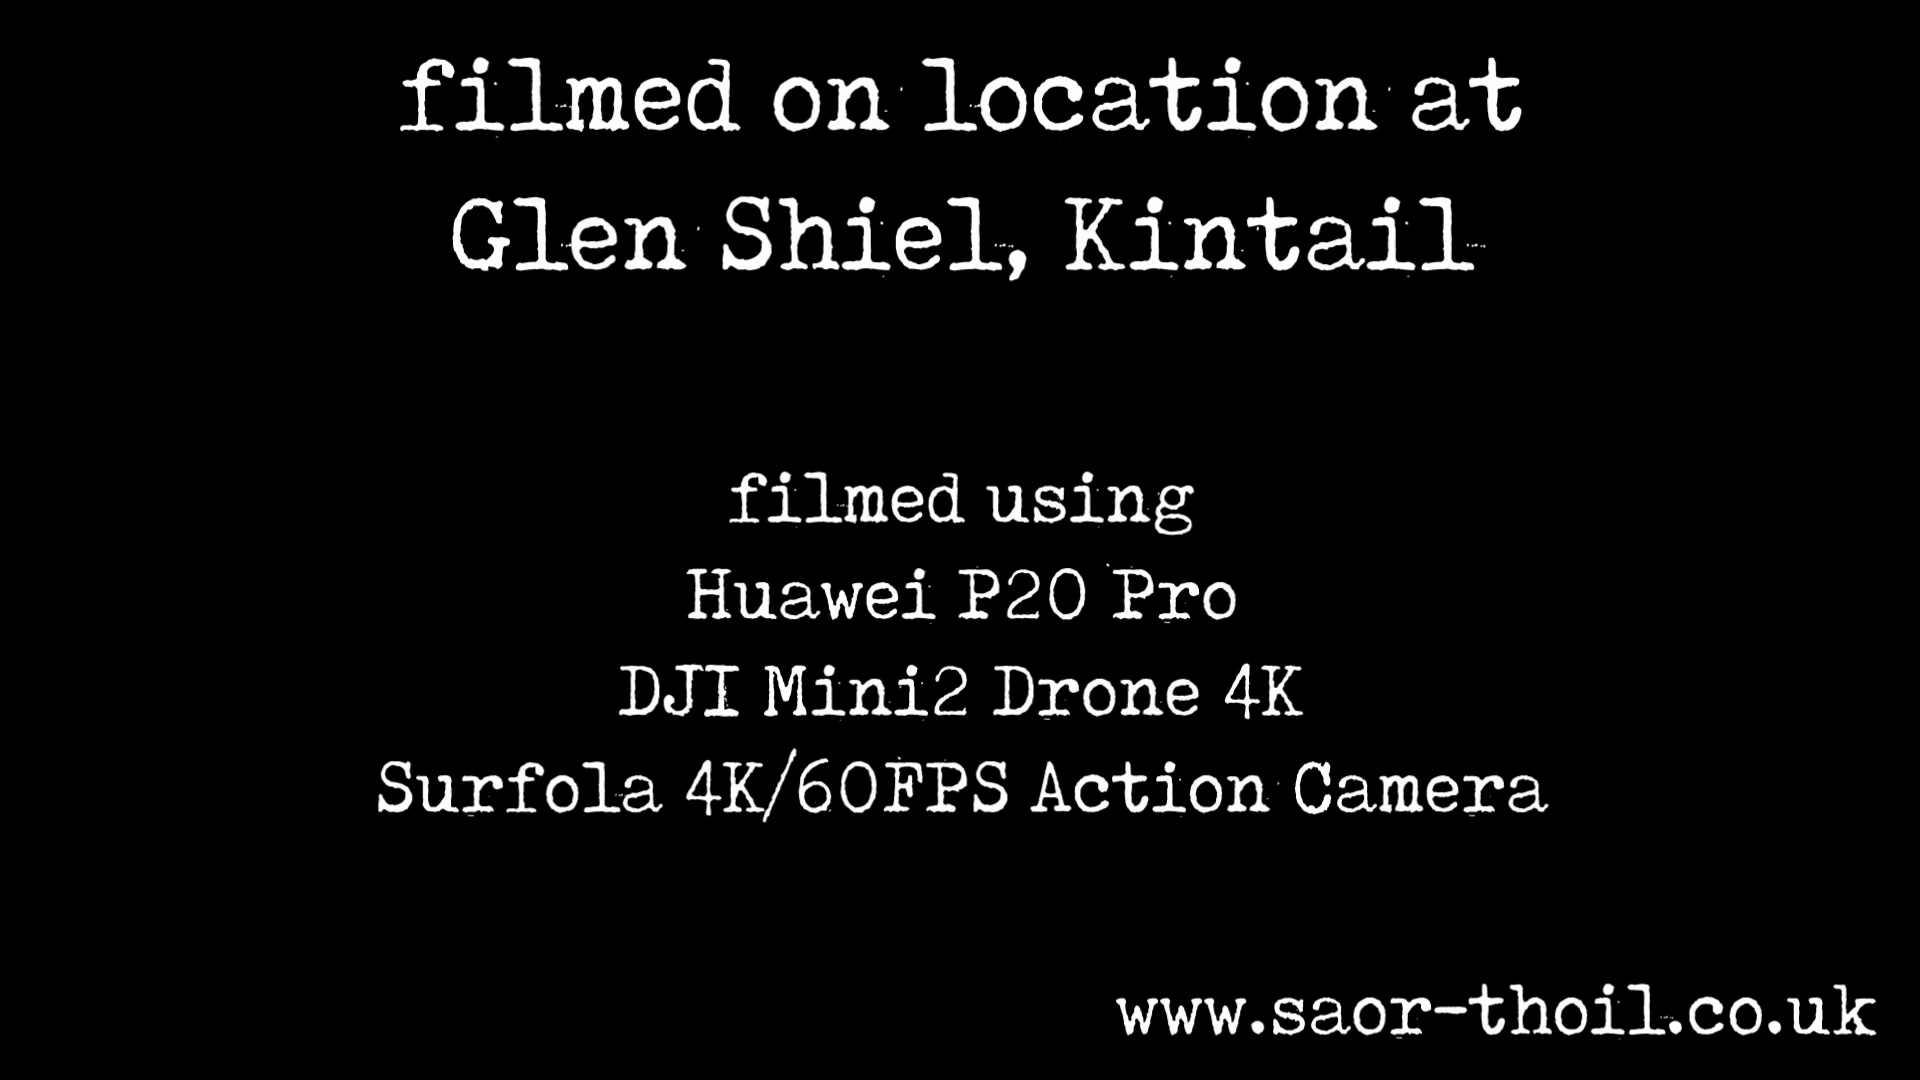 filmed on location at
Glen Shiel, Kintail
filmed using
Huawei P20 Pro
DJI Mini2 Drone 4K
Surfola 4K/60FPS Action Camera
www.saor-thoil.co.uk